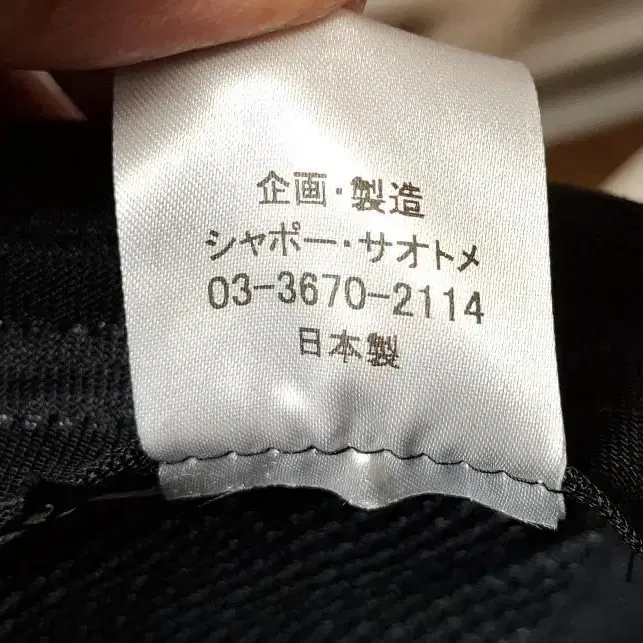 企画・製造
シャポー・サオトメ
03-3670-2114
日本製